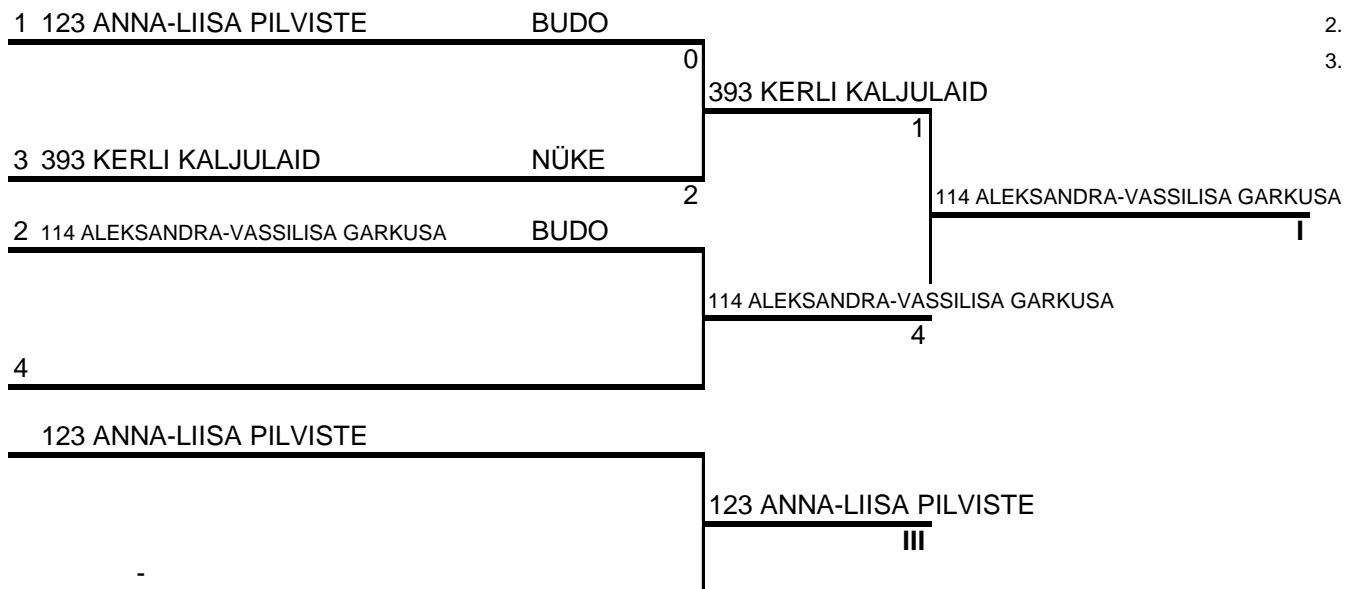 1 123 ANNA-LIISA PILVISTE BUDO 2.
0 3.
393 KERLI KALJULAID
1
3 393 KERLI KALJULAID NÜKE
2 114 ALEKSANDRA-VASSILISA GARKUSA
2 114 ALEKSANDRA-VASSILISA GARKUSA BUDO I
114 ALEKSANDRA-VASSILISA GARKUSA
4
4
123 ANNA-LIISA PILVISTE
123 ANNA-LIISA PILVISTE
III
-